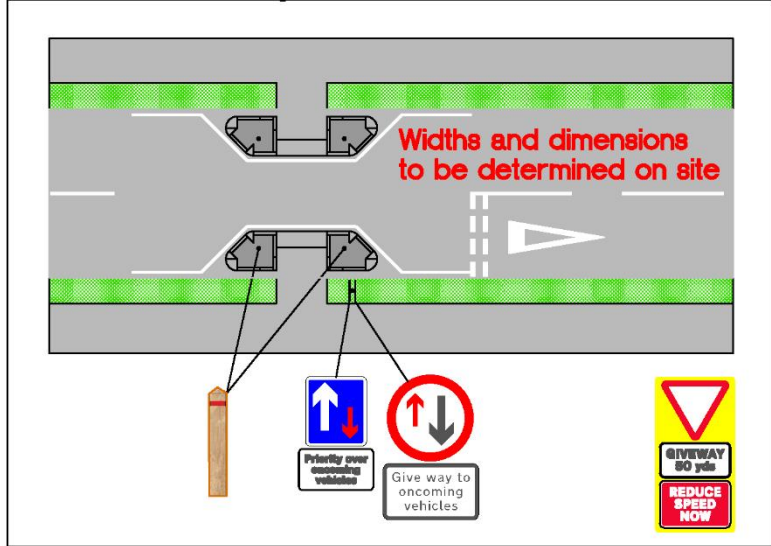 Widths and dimensions
to be determined on site
Priority over
oncoming
vehicles
Give way to
oncoming
vehicles
GIVEWAY
50 yds
REDUCE
SPEED
NOW